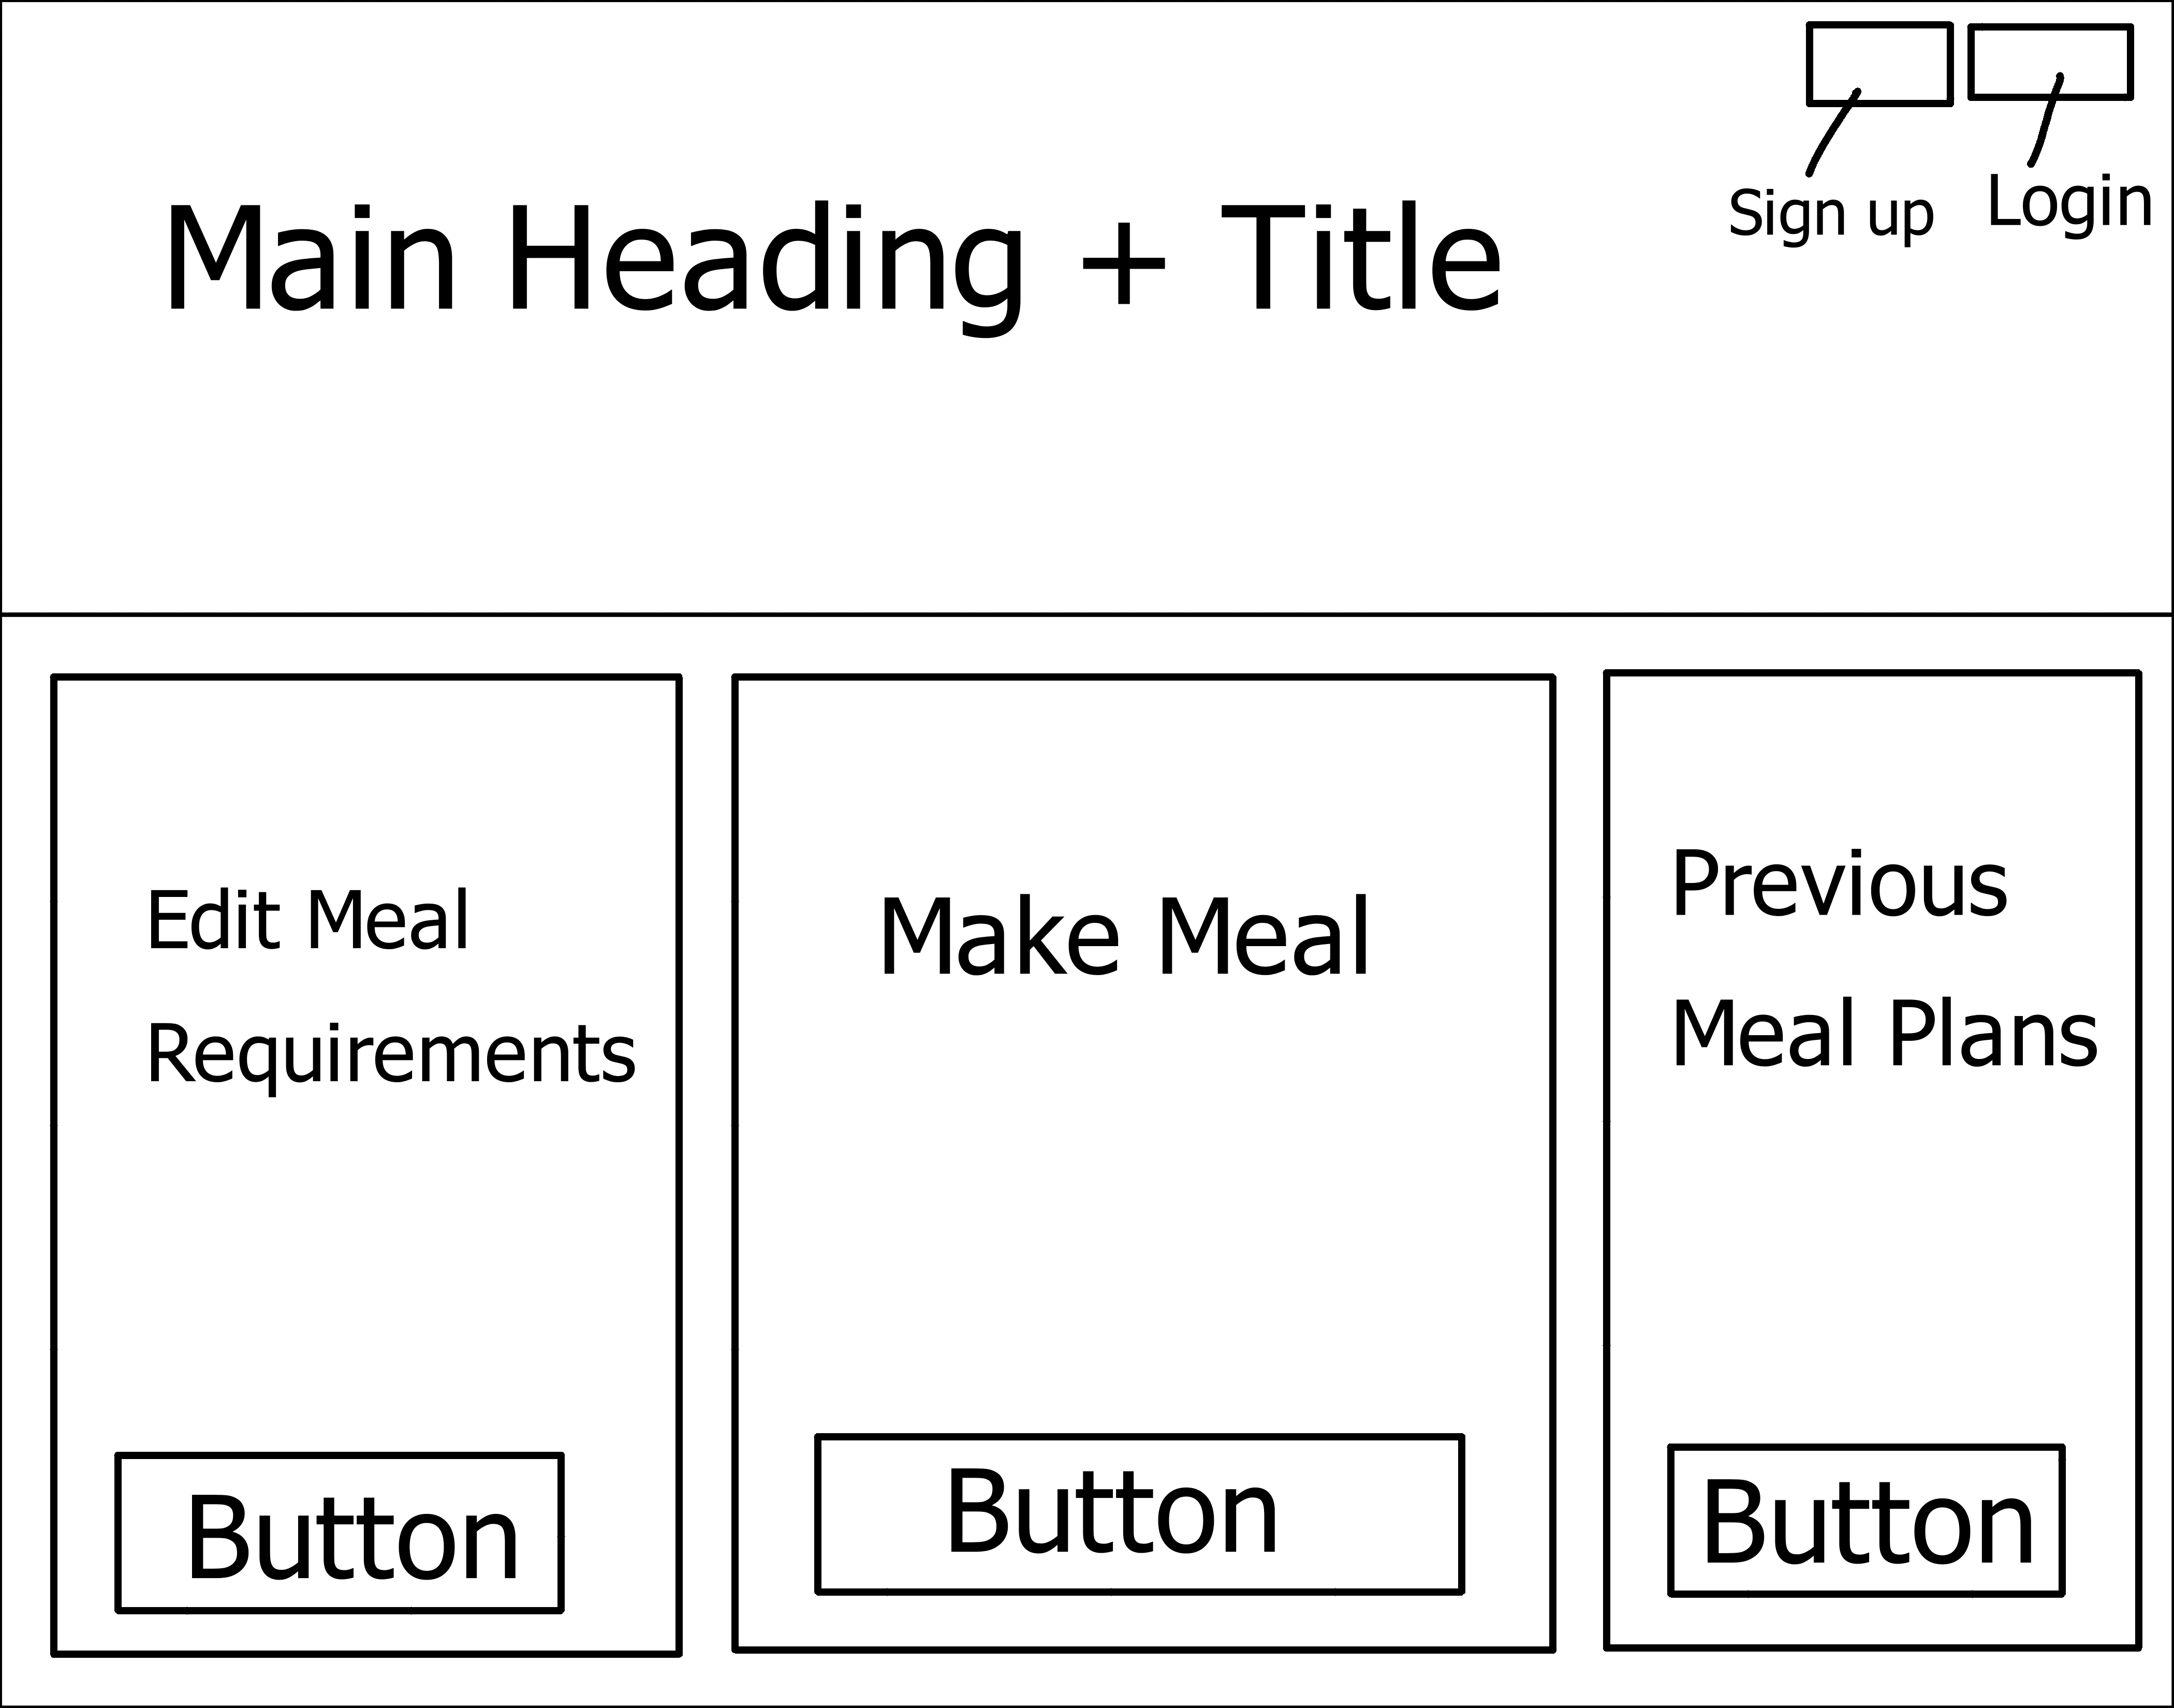 Sign up
Login
Main Heading + Title
Edit Meal
Requirements
Button
Make Meal
Button
Previous
Meal Plans
Button